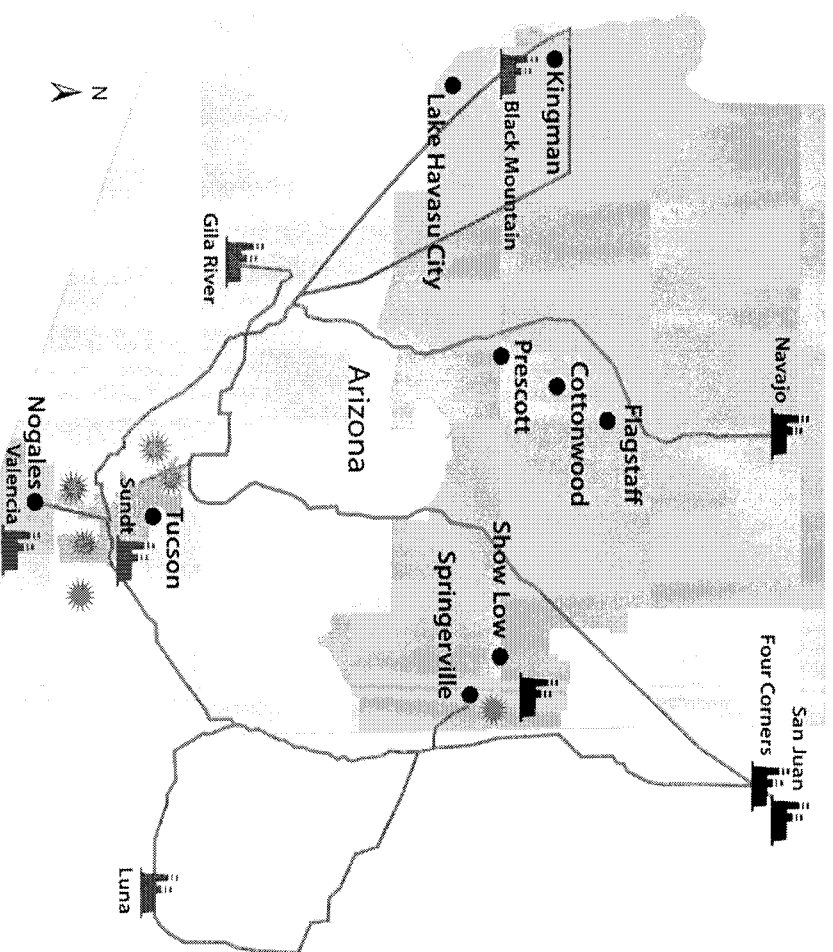 San Juan
Navajo
Four Corners
Flagstaff
Cottonwood
Kingman
Prescott
Black Mountain
Show Low
Springerville
Lake Havasu City
Arizona
Gila River
Tucson
Sundt
Luna
N
Nogales
Valencia